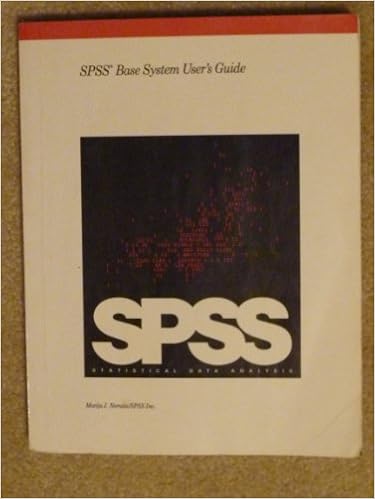 SPSS® Base System User's Guide
SPSS
STATISTICAL DATA ANALYSIS
Marija J. Norušis/SPSS Inc.